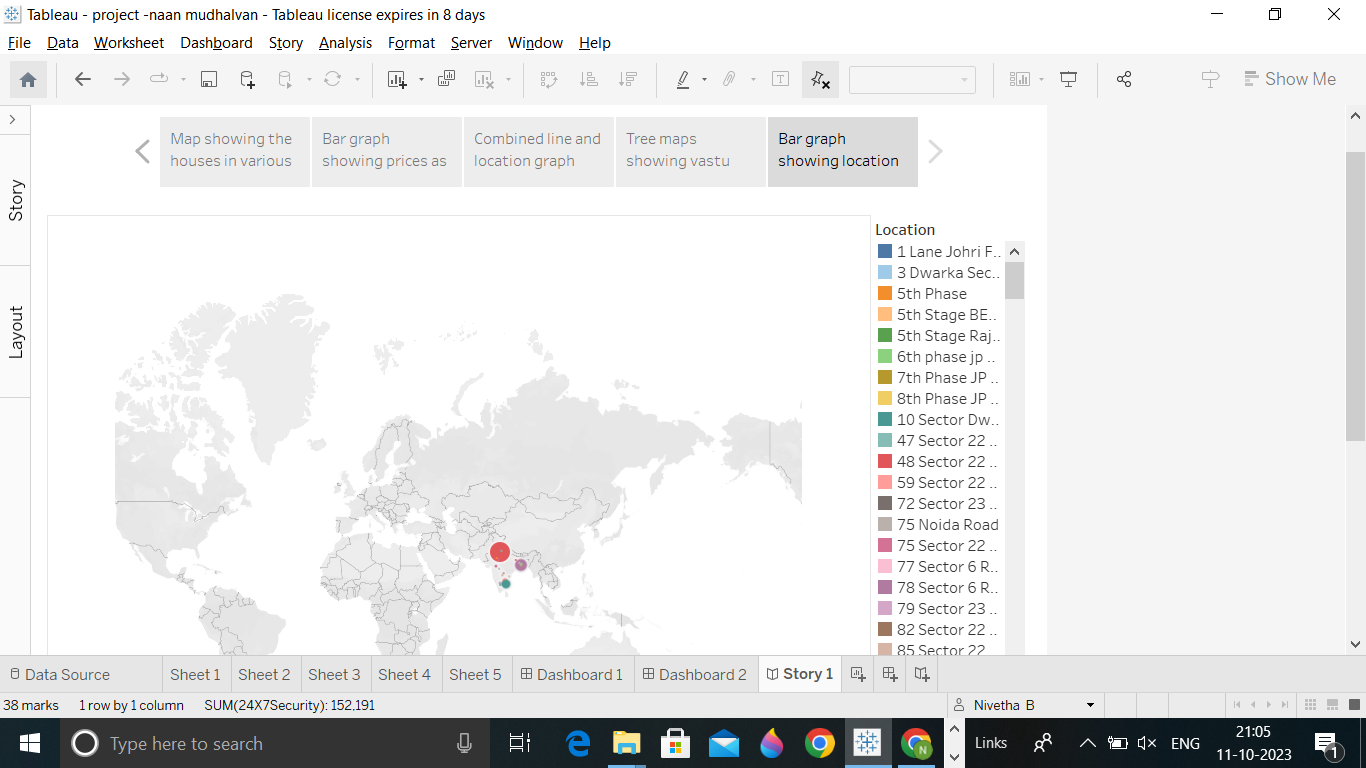 Tableau - project -naan mudhalvan - Tableau license expires in 8 days
File Data Worksheet Dashboard Story Analysis Format Server Window Help
Show Me
Map showing the
houses in various
Bar graph
showing prices as
Combined line and
location graph
Tree maps
showing vastu
Bar graph
showing location
Story
Layout
Location
1 Lane Johri F..
3 Dwarka Sec..
5th Phase
5th Stage BE..
5th Stage Raj..
6th phase jp ..
7th Phase JP ..
8th Phase JP ..
10 Sector Dw..
47 Sector 22 ..
48 Sector 22 ..
59 Sector 22 ..
72 Sector 23 ..
75 Noida Road
75 Sector 22 ..
77 Sector 6 R..
78 Sector 6 R..
79 Sector 23 ..
82 Sector 22 ..
85 Sector 22
Data Source Sheet 1 Sheet 2 Sheet 3 Sheet 4 Sheet 5 Dashboard 1 Dashboard 2 Story 1
38 marks 1 row by 1 column SUM(24X7Security): 152,191 Nivetha B
Type here to search
N
Links
ENG
21:05
11-10-2023
1